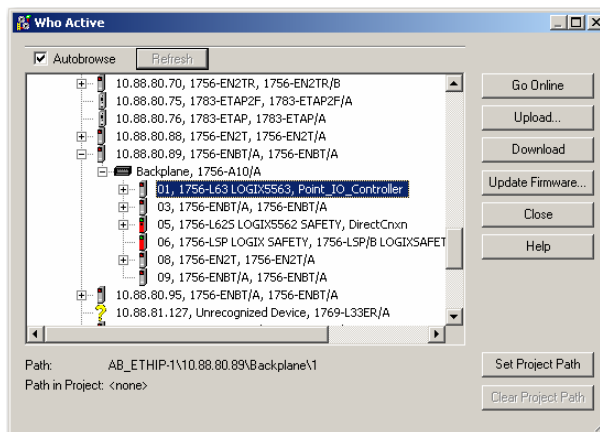 Who Active
Autobrowse
Refresh
10.88.80.70, 1756-EN2TR, 1756-EN2TR/B
10.88.80.75, 1783-ETAP2F, 1783-ETAP2F/A
10.88.80.76, 1783-ETAP, 1783-ETAP/A
10.88.80.88, 1756-EN2T, 1756-EN2T/A
10.88.80.89, 1756-ENBT/A, 1756-ENBT/A
Backplane, 1756-A10/A
01, 1756-L63 LOGIX5563, Point_IO_Controller
03, 1756-ENBT/A, 1756-ENBT/A
05, 1756-L62S LOGIX5562 SAFETY, DirectCnxn
06, 1756-LSP LOGIX SAFETY, 1756-LSP/B LOGIXSAFET
08, 1756-EN2T, 1756-EN2T/A
09, 1756-ENBT/A, 1756-ENBT/A
10.88.80.95, 1756-ENBT/A, 1756-ENBT/A
10.88.81.127, Unrecognized Device, 1769-L33ER/A
Go Online
Upload...
Download
Update Firmware...
Close
Help
Path: AB_ETHIP-1\10.88.80.89\Backplane\1
Path in Project: <none>
Set Project Path
Clear Project Path